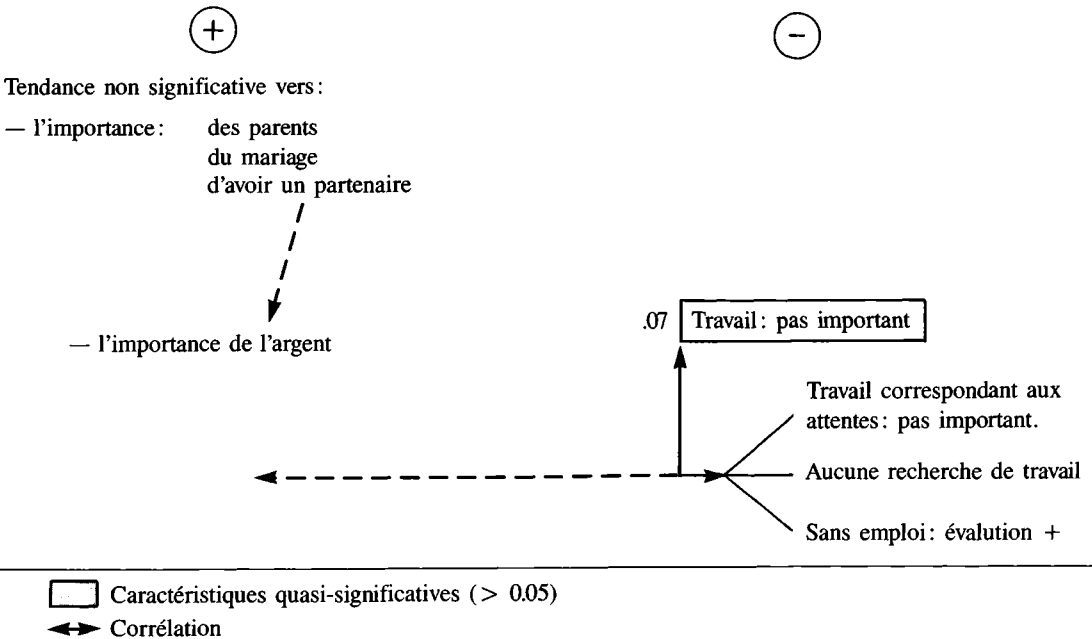 +
−
Tendance non significative vers :
— l'importance : des parents
du mariage
d'avoir un partenaire
— l'importance de l'argent
.07 Travail : pas important
Travail correspondant aux
attentes : pas important.
Aucune recherche de travail
Sans emploi : évalution +
Caractéristiques quasi-significatives (> 0.05)
Corrélation